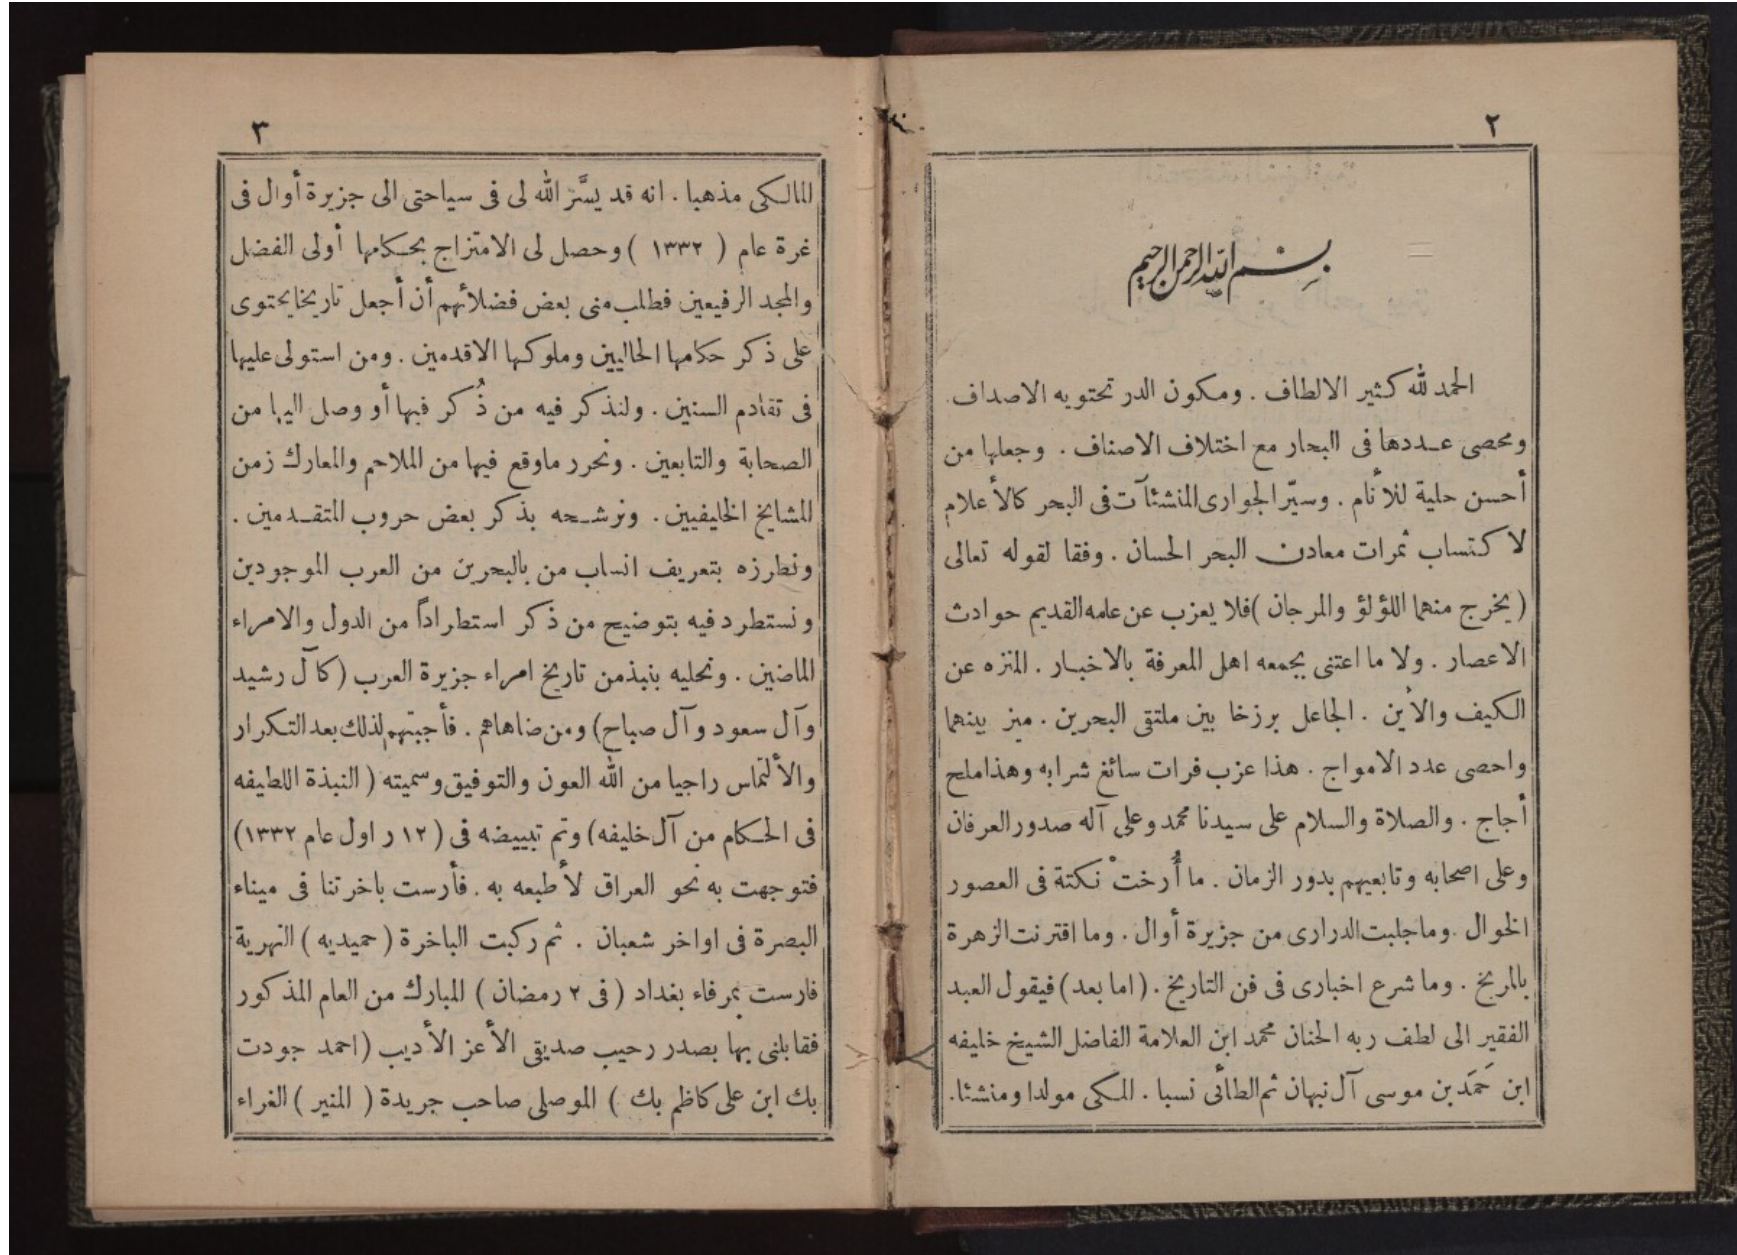 ٢
بسم الله الرحمن الرحيم
الحمد لله كثير الالطاف . ومكون الدر تحتويه الاصداف .
ومحصى عددها فى البحار مع اختلاف الاصناف . وجعلها من
أحسن حلية للأنام . وسيّر الجوارى المنشئآت فى البحر كالأعلام
لاكتساب ثمرات معادن البحر الحسان . وفقا لقوله تعالى
( يخرج منهما اللؤلؤ والمرجان ) فلا يعزب عن علمه القديم حوادث
الاعصار . ولا ما اعتنى بجمعه اهل المعرفة بالاخبار . المنزه عن
الكيف والأين . الجاعل برزخا بين ملتقى البحرين . ميز بينهما
واحصى عدد الامواج . هذا عزب فرات سائغ شرابه وهذا ملح
أجاج . والصلاة والسلام على سيدنا محمد وعلى آله صدور العرفان
وعلى اصحابه وتابعيهم بدور الزمان . ما أُرختْ نكتة فى العصور
الخوال . وما جلبت الدرارى من جزيرة أوال . وما اقترنت الزهرة
بالمريخ . وما شرع اخبارى فى فن التاريخ . ( اما بعد ) فيقول العبد
الفقير الى لطف ربه الحنان محمد ابن العلامة الفاضل الشيخ خليفه
ابن حَمَد بن موسى آل نبهان ثم الطائى نسبا . المكى مولدا ومنشئا .
٣
المالكى مذهبا . انه قد يسَّر الله لى فى سياحتى الى جزيرة أوال فى
غرة عام ( ١٣٣٢ ) وحصل لى الامتزاج بحكامها أولى الفضل
والمجد الرفيعين فطلب منى بعض فضلائهم أن أجعل تاريخا يحتوى
على ذكر حكامها الحاليين وملوكها الاقدمين . ومن استولى عليها
فى تقادم السنين . ولنذكر فيه من ذُكر فيها أو وصل اليها من
الصحابة والتابعين . ونحرر ماوقع فيها من الملاحم والمعارك زمن
المشايخ الخليفيين . ونرشحه بذكر بعض حروب المتقدمين .
ونطرزه بتعريف انساب من بالبحرين من العرب الموجودين
ونستطرد فيه بتوضيح من ذكر استطراداً من الدول والامراء
الماضين . ونحليه بنبذ من تاريخ امراء جزيرة العرب ( كآل رشيد
وآل سعود وآل صباح ) ومن ضاهاهم . فأجبتهم لذلك بعد التكرار
والألتماس راجيا من الله العون والتوفيق وسميته ( النبذة اللطيفه
فى الحكام من آل خليفه ) وتم تبييضه فى ( ١٢ ر اول عام ١٣٣٢ )
فتوجهت به نحو العراق لأطبعه به . فأرست باخرتنا فى ميناء
البصرة فى اواخر شعبان . ثم ركبت الباخرة ( حميديه ) النهرية
فارست بمرفاء بغداد ( فى ٢ رمضان ) المبارك من العام المذكور
فقابلنى بها بصدر رحيب صديقى الأعز الأديب ( احمد جودت
بك ابن على كاظم بك ) الموصلى صاحب جريدة ( المنير ) الغراء